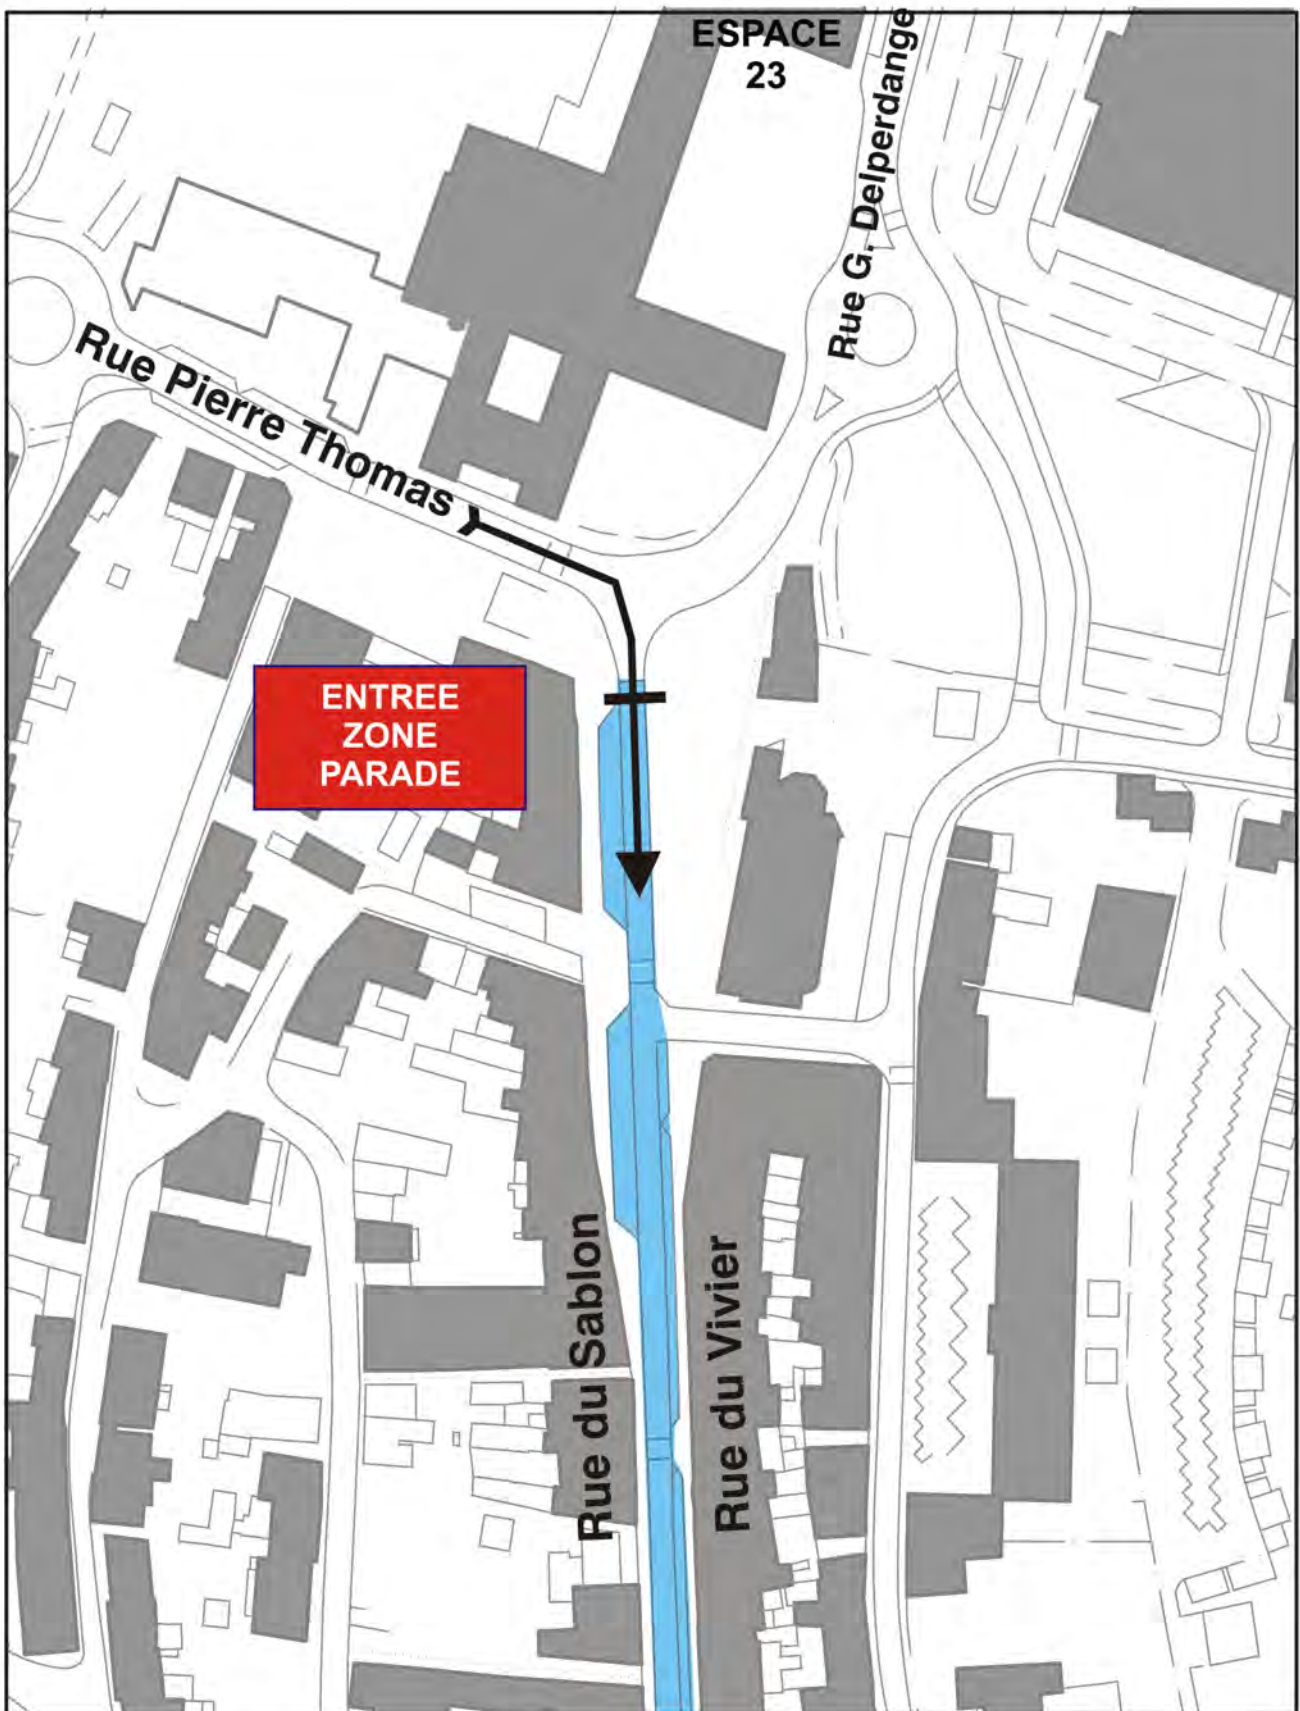 ESPACE
23
Rue G. Delperdange
Rue Pierre Thomas
ENTREE
ZONE
PARADE
Rue du Sablon
Rue du Vivier